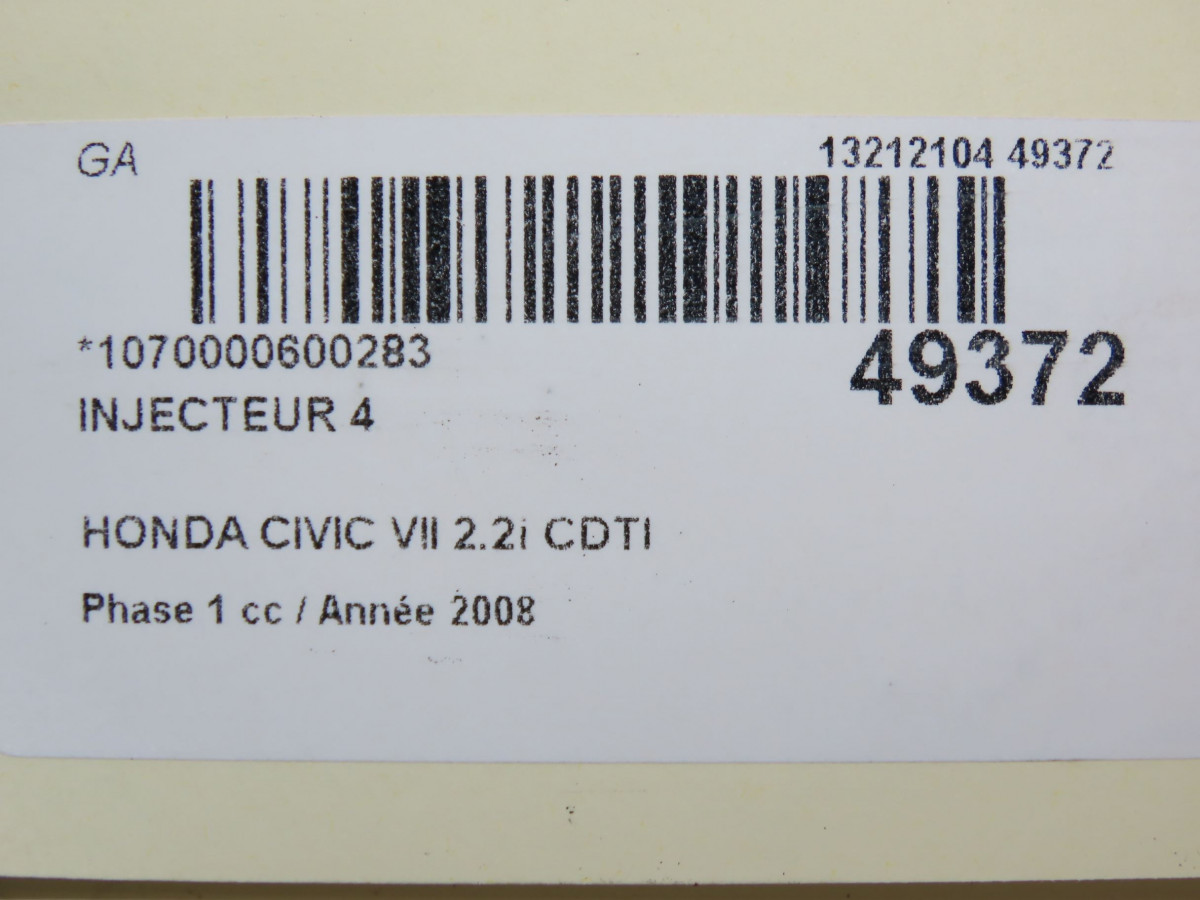 GA
13212104 49372
*1070000600283
49372
INJECTEUR 4
HONDA CIVIC VII 2.2i CDTI
Phase 1 cc / Année 2008